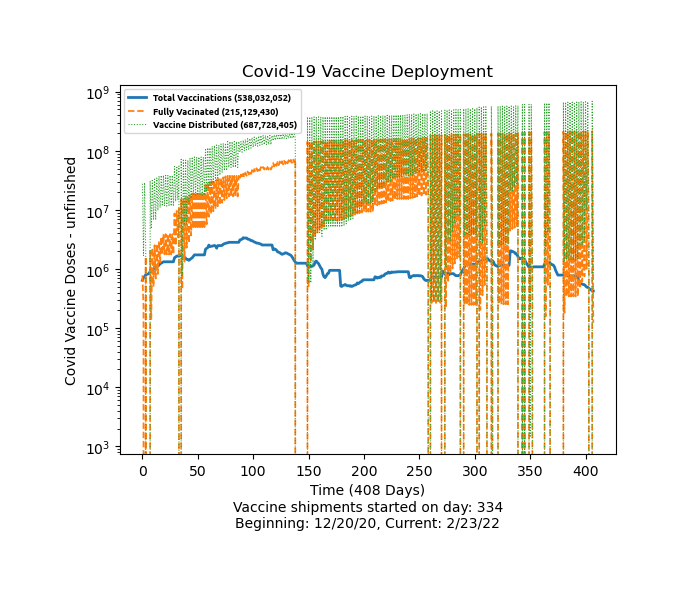 Covid-19 Vaccine Deployment
Total Vaccinations (538,032,052)
Fully Vacinated (215,129,430)
Vaccine Distributed (687,728,405)
Covid Vaccine Doses - unfinished
10⁹
10⁸
10⁷
10⁶
10⁵
10⁴
10³
0 50 100 150 200 250 300 350 400
Time (408 Days)
Vaccine shipments started on day: 334
Beginning: 12/20/20, Current: 2/23/22